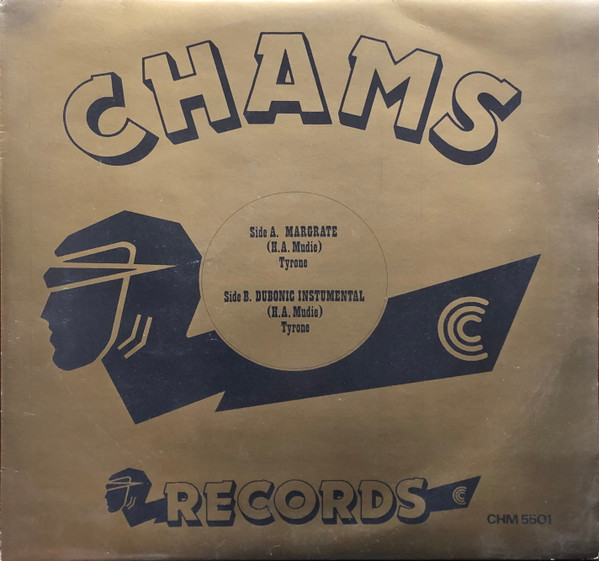 CHAMS
Side A. MARGRATE
(H.A. Mudie)
Tyrone
Side B. DUBONIC INSTUMENTAL
(H.A. Mudie)
Tyrone
RECORDS
CHM 5501